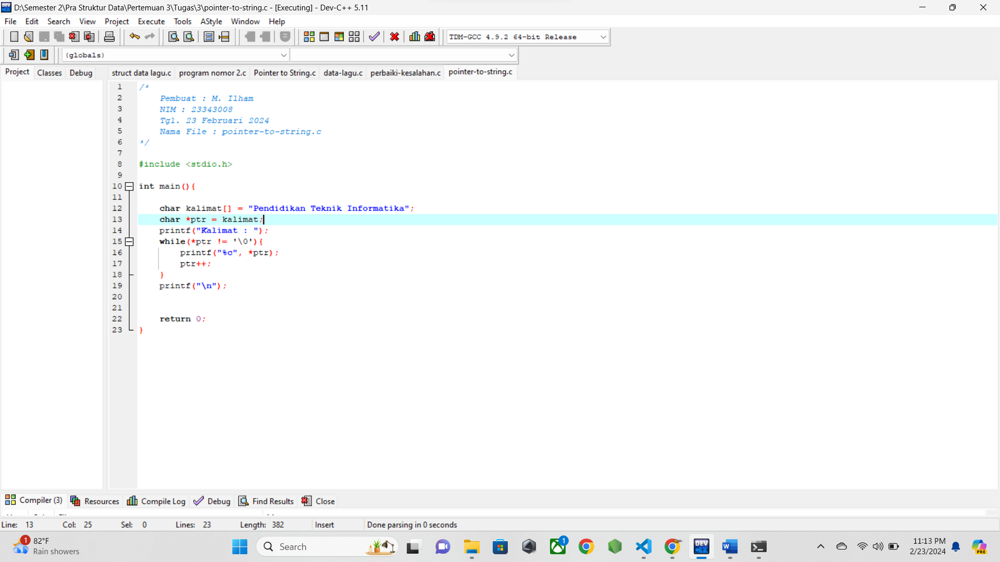 D:\Semester 2\Pra Struktur Data\Pertemuan 3\Tugas\3\pointer-to-string.c - [Executing] - Dev-C++ 5.11
File Edit Search View Project Execute Tools AStyle Window Help
TDM-GCC 4.9.2 64-bit Release
(globals)
Project Classes Debug struct data lagu.c program nomor 2.c Pointer to String.c data-lagu.c perbaiki-kesalahan.c pointer-to-string.c
1 /*
2 Pembuat : M. Ilham
3 NIM : 23343008
4 Tgl. 23 Februari 2024
5 Nama File : pointer-to-string.c
6 */
7
8 #include <stdio.h>
9
10 int main(){
11
12 char kalimat[] = "Pendidikan Teknik Informatika";
13 char *ptr = kalimat;
14 printf("Kalimat : ");
15 while(*ptr != '\0'){
16 printf("%c", *ptr);
17 ptr++;
18 }
19 printf("\n");
20
21
22 return 0;
23 }
Compiler (3) Resources Compile Log Debug Find Results Close
Line: 13 Col: 25 Sel: 0 Lines: 23 Length: 382 Insert Done parsing in 0 seconds
1 82°F
Rain showers
Search
1
DEV C++
W
PRE
11:13 PM
2/23/2024